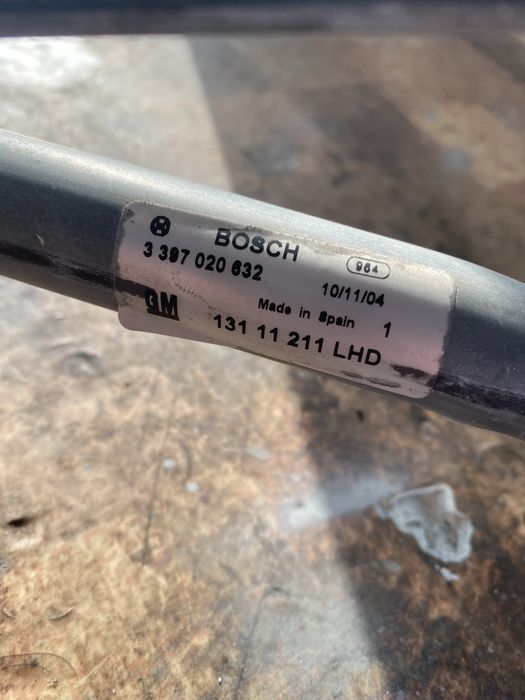 BOSCH
3 397 020 632
964
10/11/04
GM
Made in Spain 1
131 11 211 LHD